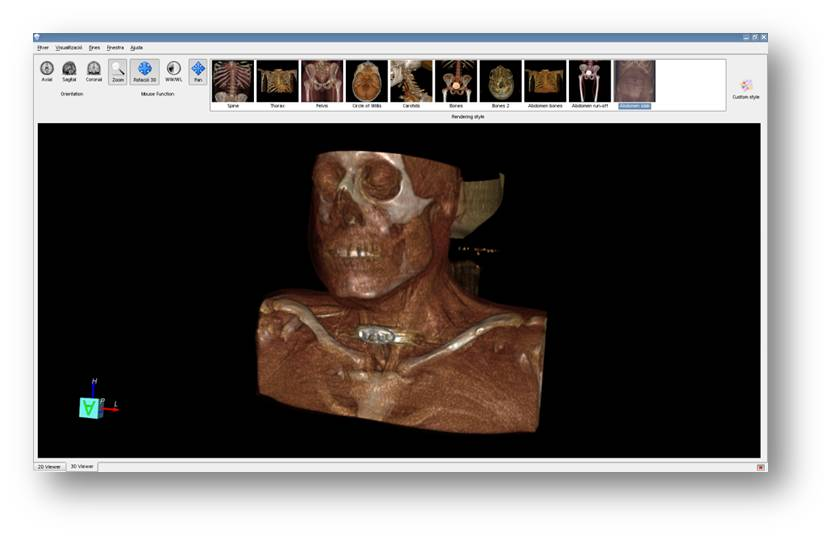 Fitxer Visualització Eines Finestra Ajuda
Axial Sagital Coronal Zoom Rotació 3D WW/WL Pan
Orientation Mouse Function
Spine Thorax Pelvis Circle of Willis Carotids Bones Bones 2 Abdomen bones Abdomen run-off
Custom style
Rendering style
H
A
P
L
2D Viewer 3D Viewer